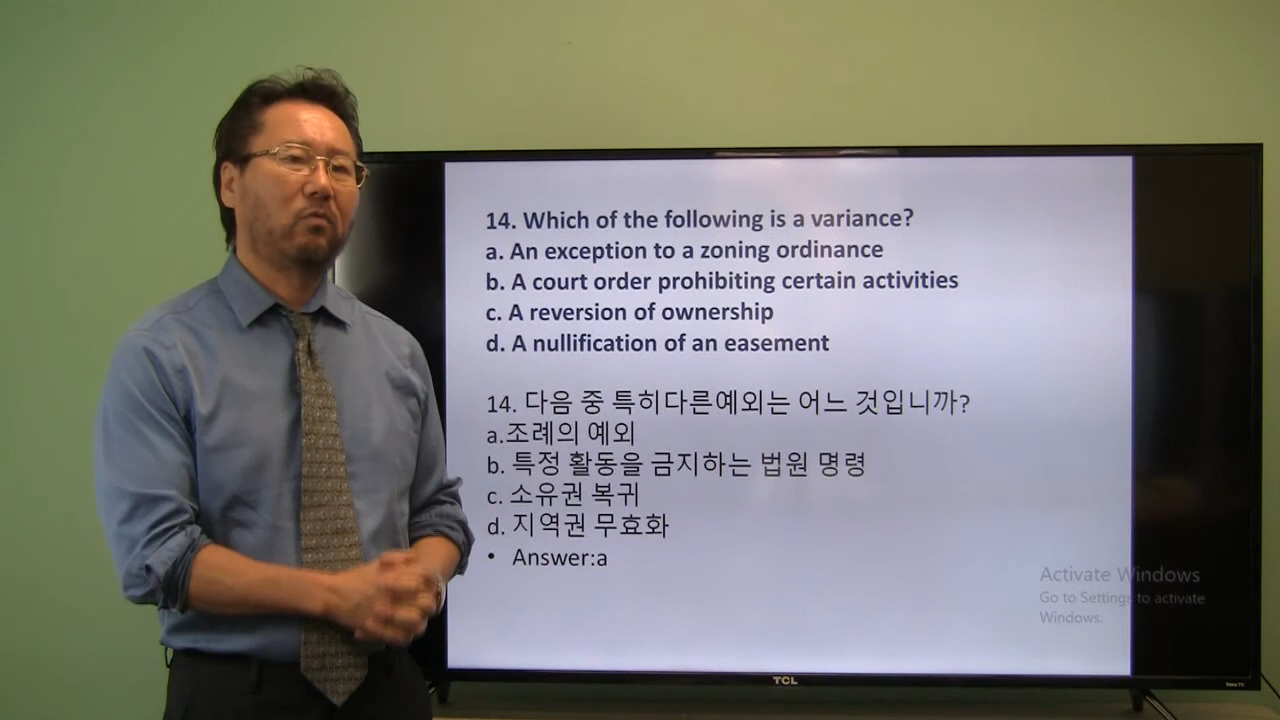 14. Which of the following is a variance?
a. An exception to a zoning ordinance
b. A court order prohibiting certain activities
c. A reversion of ownership
d. A nullification of an easement
14. 다음 중 특히다른예외는 어느 것입니까?
a.조례의 예외
b. 특정 활동을 금지하는 법원 명령
c. 소유권 복귀
d. 지역권 무효화
• Answer:a
Activate Windows
Go to Settings to activate
Windows.
TCL
Roku TV